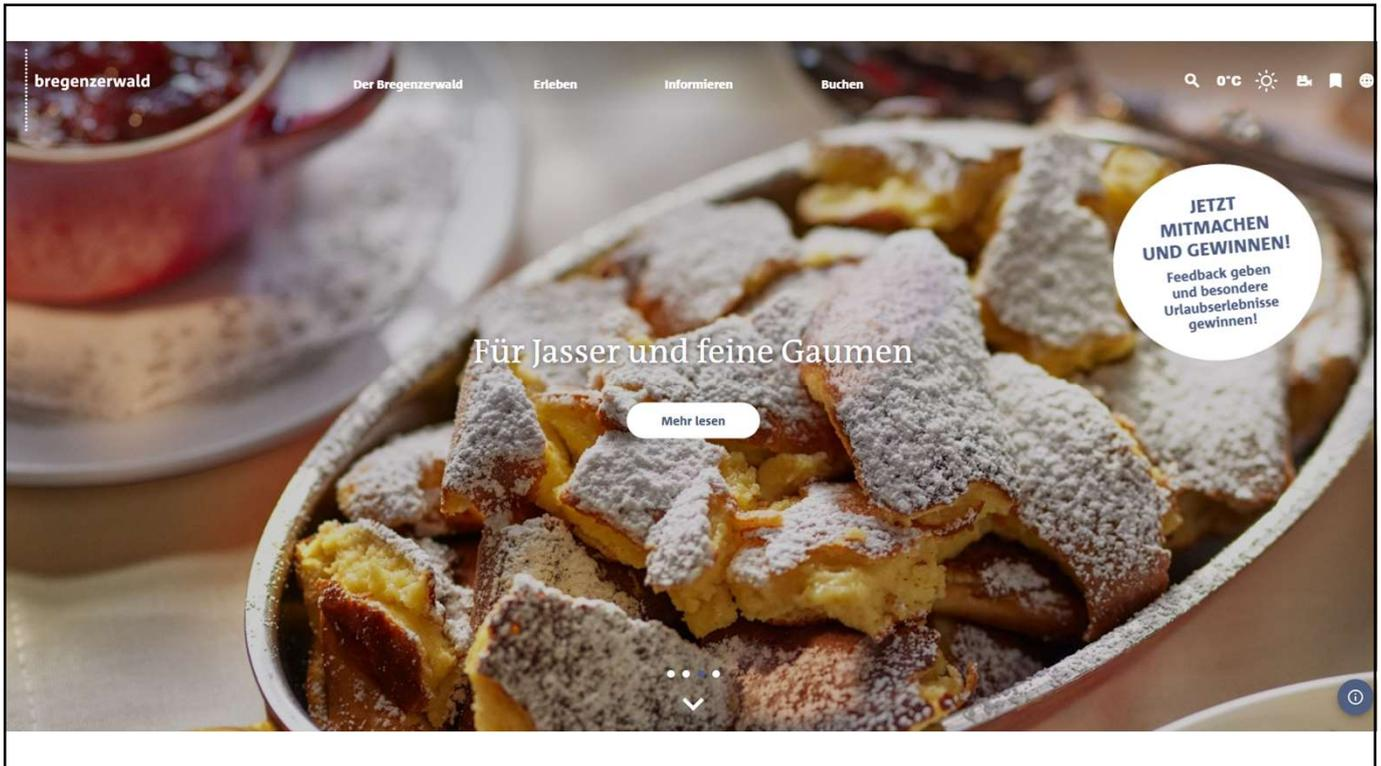 bregenzerwald
Der Bregenzerwald Erleben Informieren Buchen
0°C
JETZT
MITMACHEN
UND GEWINNEN!
Feedback geben
und besondere
Urlaubserlebnisse
gewinnen!
Für Jasser und feine Gaumen
Mehr lesen